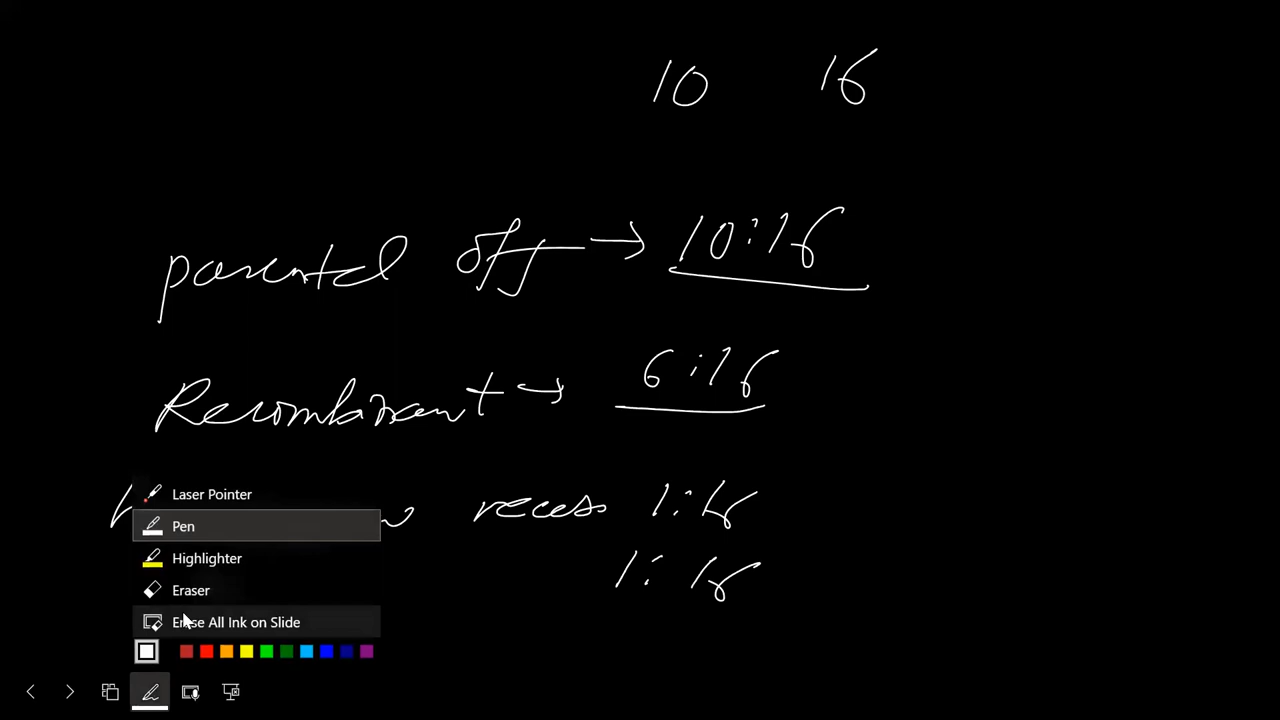 10 16
parental off → 10:16
Recombinant → 6:16
recess 1:16
1:16
Laser Pointer
Pen
Highlighter
Eraser
Erase All Ink on Slide